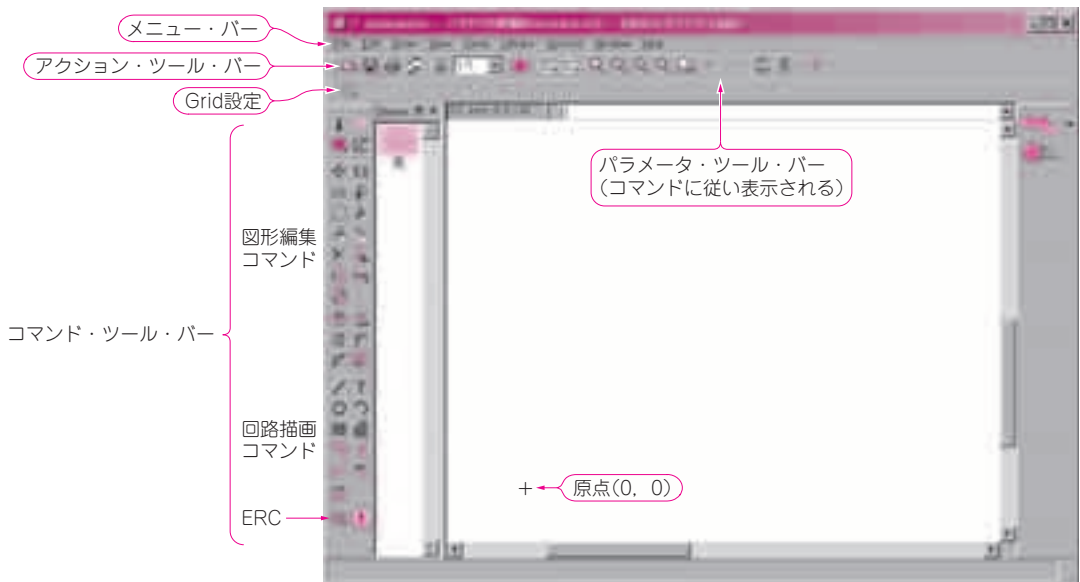 メニュー・バー
アクション・ツール・バー
Grid設定
パラメータ・ツール・バー
(コマンドに従い表示される)
図形編集
コマンド
コマンド・ツール・バー
回路描画
コマンド
原点(0, 0)
ERC